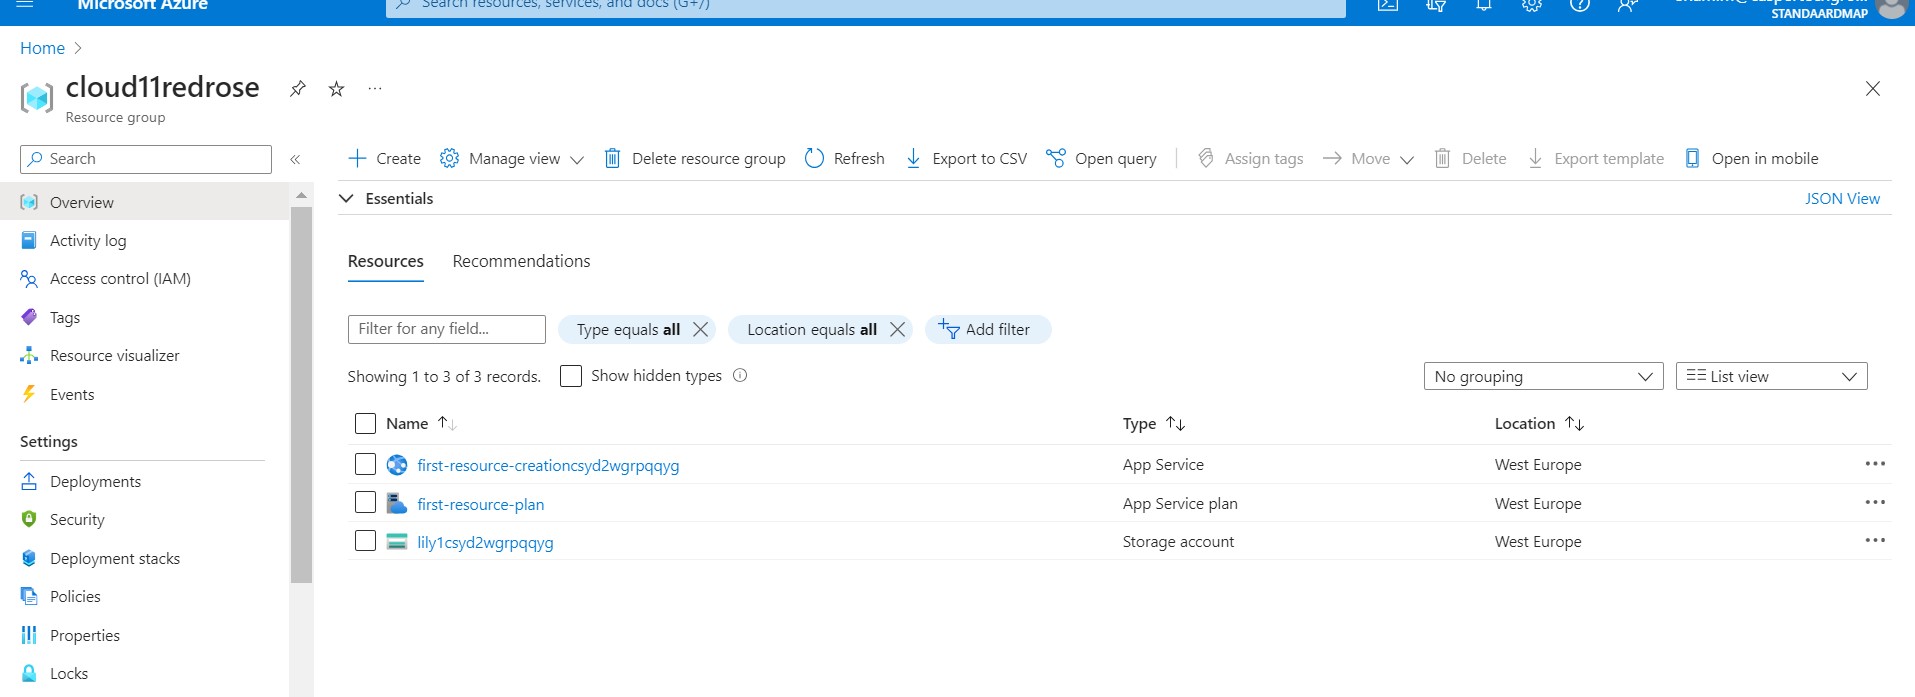 Microsoft Azure
Search resources, services, and docs (G+/)
STANDAARDMAP
Home
cloud11redrose
Resource group
Search
Create Manage view Delete resource group Refresh Export to CSV Open query Assign tags Move Delete Export template Open in mobile
Overview
Activity log
Access control (IAM)
Tags
Resource visualizer
Events
Settings
Deployments
Security
Deployment stacks
Policies
Properties
Locks
Essentials JSON View
Resources Recommendations
Filter for any field... Type equals all Location equals all Add filter
Showing 1 to 3 of 3 records. Show hidden types No grouping List view
Name Type Location
first-resource-creationcsyd2wgrpqqyg App Service West Europe
first-resource-plan App Service plan West Europe
lily1csyd2wgrpqqyg Storage account West Europe